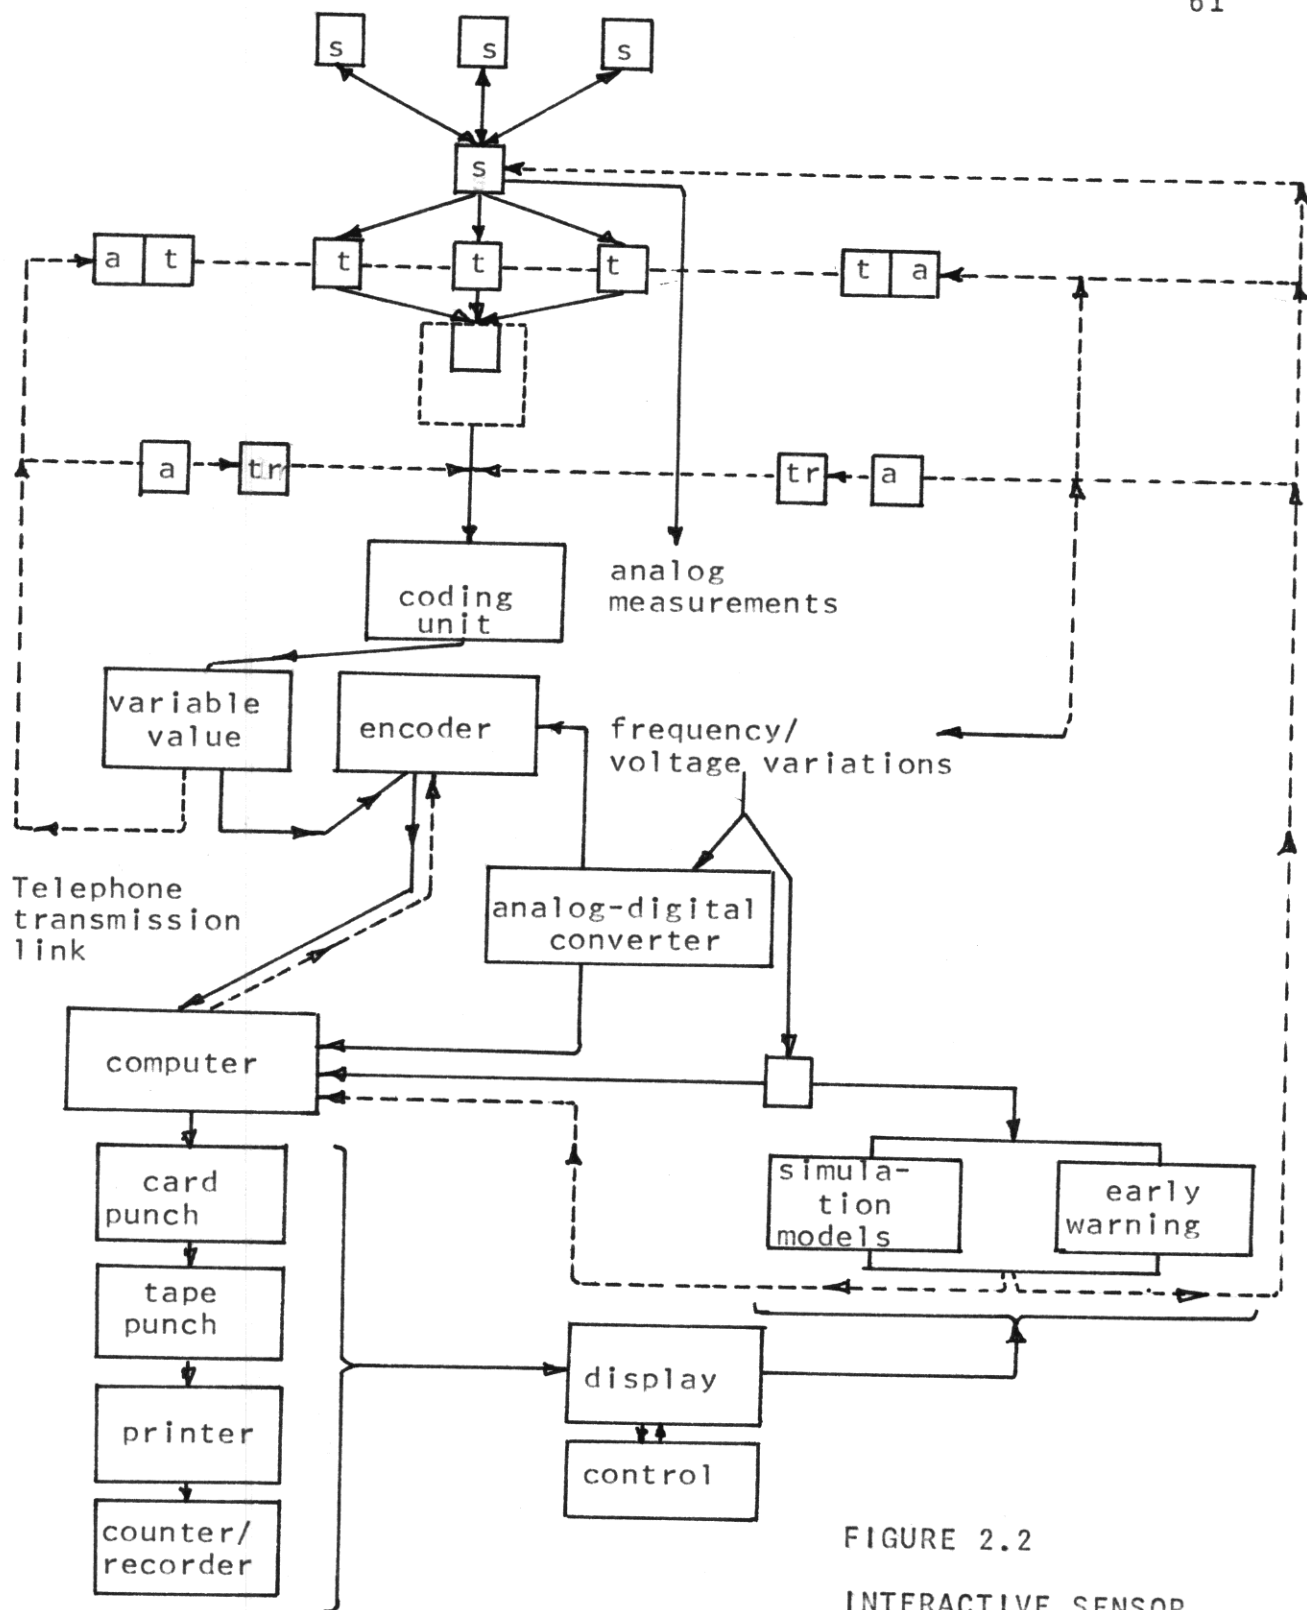 61
s s s
s
a t t t t t a
a tr tr a
analog
measurements
coding
unit
variable
value
encoder
frequency/
voltage variations
Telephone
transmission
link
analog-digital
converter
computer
card
punch
simula-
tion
models
early
warning
tape
punch
display
printer
control
counter/
recorder
FIGURE 2.2
INTERACTIVE SENSOR